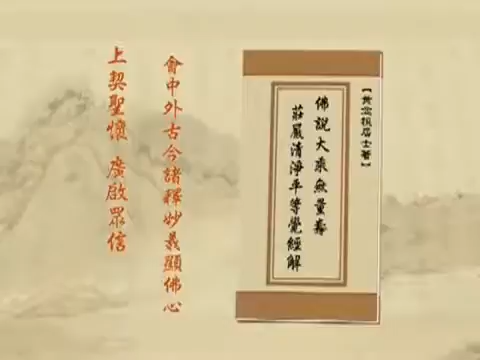 【黃念祖居士著】
佛說大乘無量壽
莊嚴清淨平等覺經解
會中外古今諸釋妙義顯佛心
上契聖懷 廣啟眾信